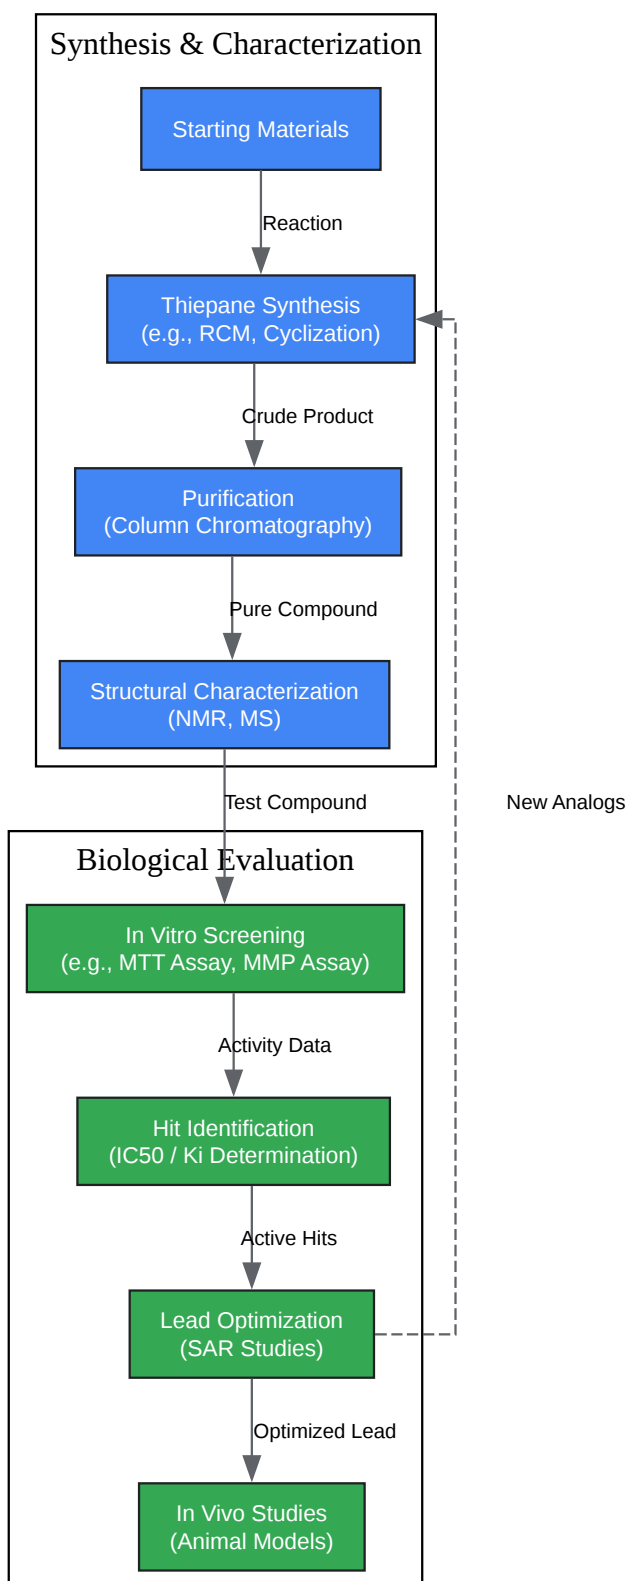 Synthesis & Characterization
Starting Materials
Reaction
Thiepane Synthesis
(e.g., RCM, Cyclization)
Crude Product
Purification
(Column Chromatography)
Pure Compound
Structural Characterization
(NMR, MS)
Test Compound
New Analogs
Biological Evaluation
In Vitro Screening
(e.g., MTT Assay, MMP Assay)
Activity Data
Hit Identification
(IC50 / Ki Determination)
Active Hits
Lead Optimization
(SAR Studies)
Optimized Lead
In Vivo Studies
(Animal Models)